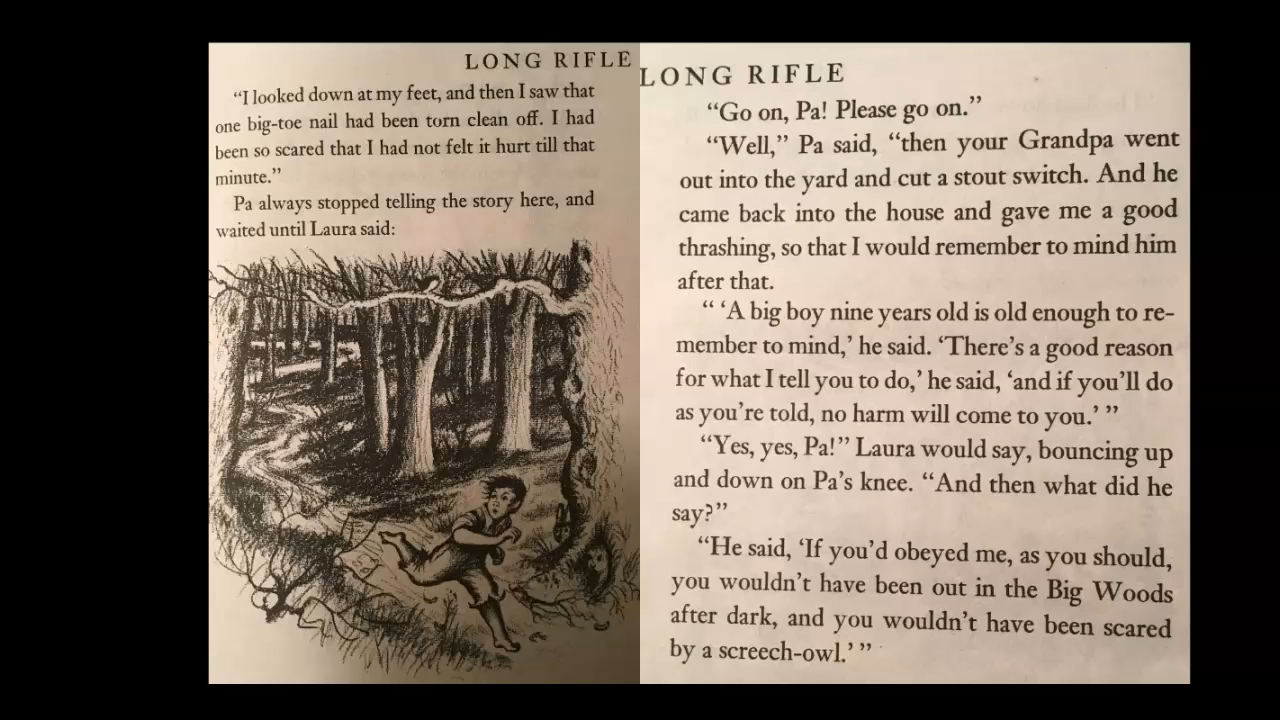 LONG RIFLE
“I looked down at my feet, and then I saw that
one big-toe nail had been torn clean off. I had
been so scared that I had not felt it hurt till that
minute.”
Pa always stopped telling the story here, and
waited until Laura said:
LONG RIFLE
“Go on, Pa! Please go on.”
“Well,” Pa said, “then your Grandpa went
out into the yard and cut a stout switch. And he
came back into the house and gave me a good
thrashing, so that I would remember to mind him
after that.
“ ‘A big boy nine years old is old enough to re-
member to mind,’ he said. ‘There’s a good reason
for what I tell you to do,’ he said, ‘and if you’ll do
as you’re told, no harm will come to you.’ ”
“Yes, yes, Pa!” Laura would say, bouncing up
and down on Pa’s knee. “And then what did he
say?”
“He said, ‘If you’d obeyed me, as you should,
you wouldn’t have been out in the Big Woods
after dark, and you wouldn’t have been scared
by a screech-owl.’ ”